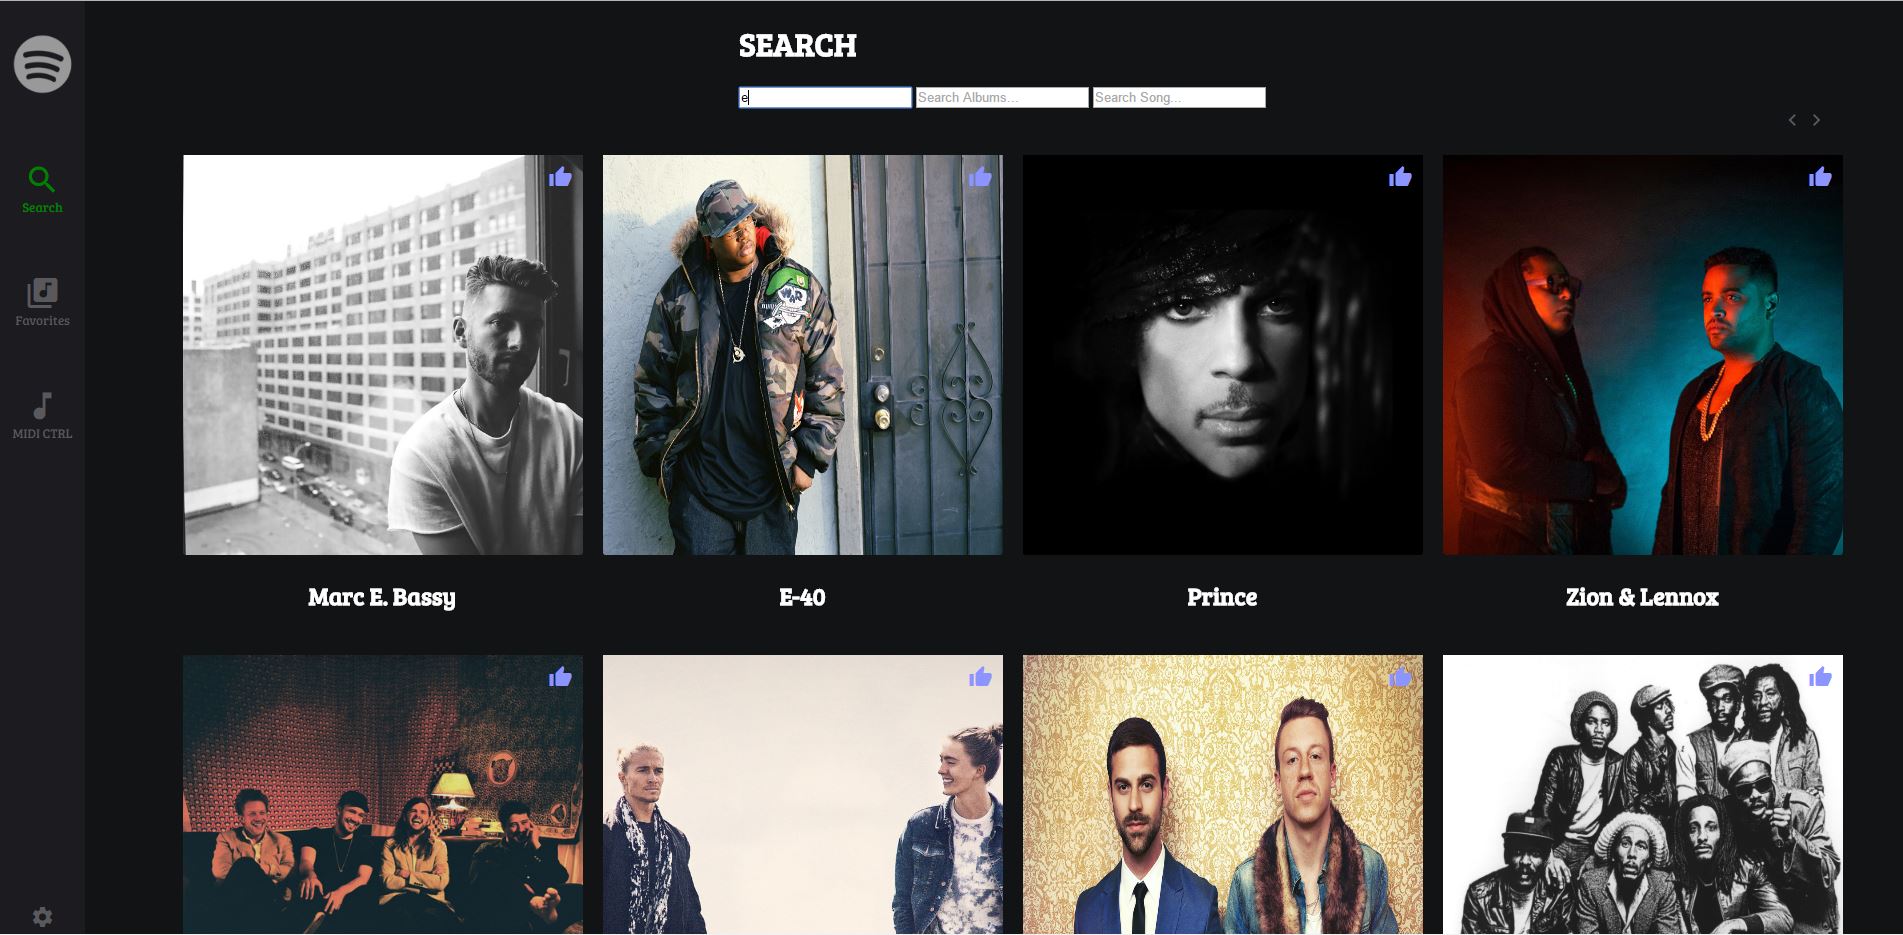 SEARCH
e
Search Albums...
Search Song...
Search
Favorites
MIDI CTRL
Marc E. Bassy
E-40
Prince
Zion & Lennox